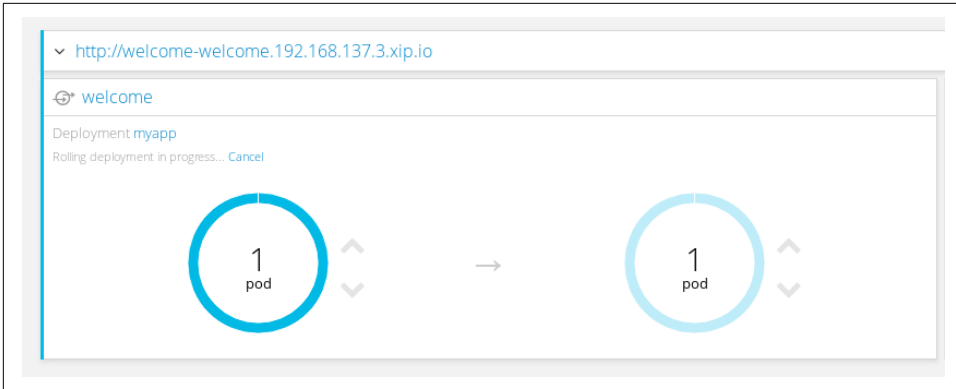 http://welcome-welcome.192.168.137.3.xip.io
welcome
Deployment myapp
Rolling deployment in progress... Cancel
1
pod
→
1
pod